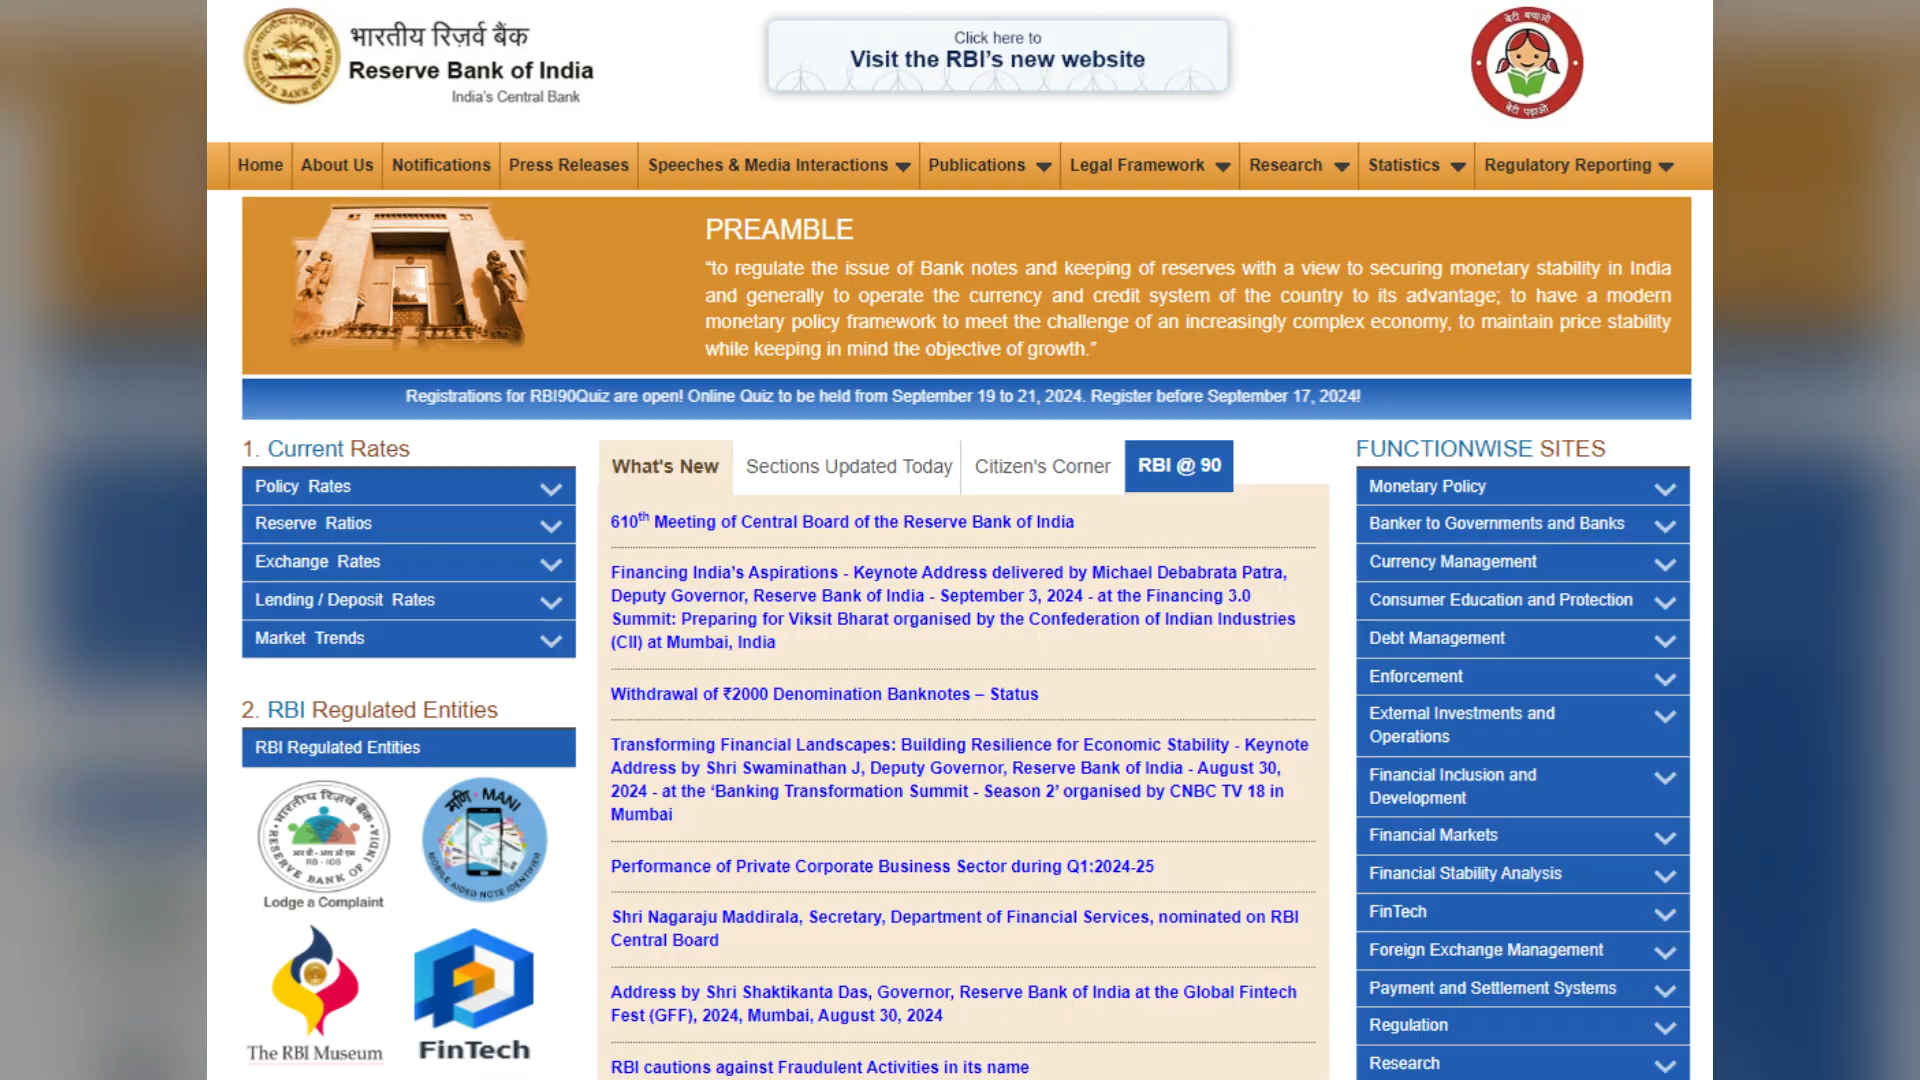 भारतीय रिज़र्व बैंक
Reserve Bank of India
India's Central Bank
Click here to
Visit the RBI’s new website
बेटी बचाओ
बेटी पढ़ाओ
Home
About Us
Notifications
Press Releases
Speeches & Media Interactions
Publications
Legal Framework
Research
Statistics
Regulatory Reporting
PREAMBLE
“to regulate the issue of Bank notes and keeping of reserves with a view to securing monetary stability in India
and generally to operate the currency and credit system of the country to its advantage; to have a modern
monetary policy framework to meet the challenge of an increasingly complex economy, to maintain price stability
while keeping in mind the objective of growth.”
Registrations for RBI90Quiz are open! Online Quiz to be held from September 19 to 21, 2024. Register before September 17, 2024!
1. Current Rates
Policy Rates
Reserve Ratios
Exchange Rates
Lending / Deposit Rates
Market Trends
2. RBI Regulated Entities
RBI Regulated Entities
भारतीय रिज़र्व बैंक
RB - IOS
RESERVE BANK OF INDIA
Lodge a Complaint
मणि - MANI
MOBILE AIDED NOTE IDENTIFIER
The RBI Museum
FinTech
What's New
Sections Updated Today
Citizen's Corner
RBI @ 90
610th Meeting of Central Board of the Reserve Bank of India
Financing India’s Aspirations - Keynote Address delivered by Michael Debabrata Patra,
Deputy Governor, Reserve Bank of India - September 3, 2024 - at the Financing 3.0
Summit: Preparing for Viksit Bharat organised by the Confederation of Indian Industries
(CII) at Mumbai, India
Withdrawal of ₹2000 Denomination Banknotes – Status
Transforming Financial Landscapes: Building Resilience for Economic Stability - Keynote
Address by Shri Swaminathan J, Deputy Governor, Reserve Bank of India - August 30,
2024 - at the ‘Banking Transformation Summit - Season 2’ organised by CNBC TV 18 in
Mumbai
Performance of Private Corporate Business Sector during Q1:2024-25
Shri Nagaraju Maddirala, Secretary, Department of Financial Services, nominated on RBI
Central Board
Address by Shri Shaktikanta Das, Governor, Reserve Bank of India at the Global Fintech
Fest (GFF), 2024, Mumbai, August 30, 2024
RBI cautions against Fraudulent Activities in its name
FUNCTIONWISE SITES
Monetary Policy
Banker to Governments and Banks
Currency Management
Consumer Education and Protection
Debt Management
Enforcement
External Investments and
Operations
Financial Inclusion and
Development
Financial Markets
Financial Stability Analysis
FinTech
Foreign Exchange Management
Payment and Settlement Systems
Regulation
Research